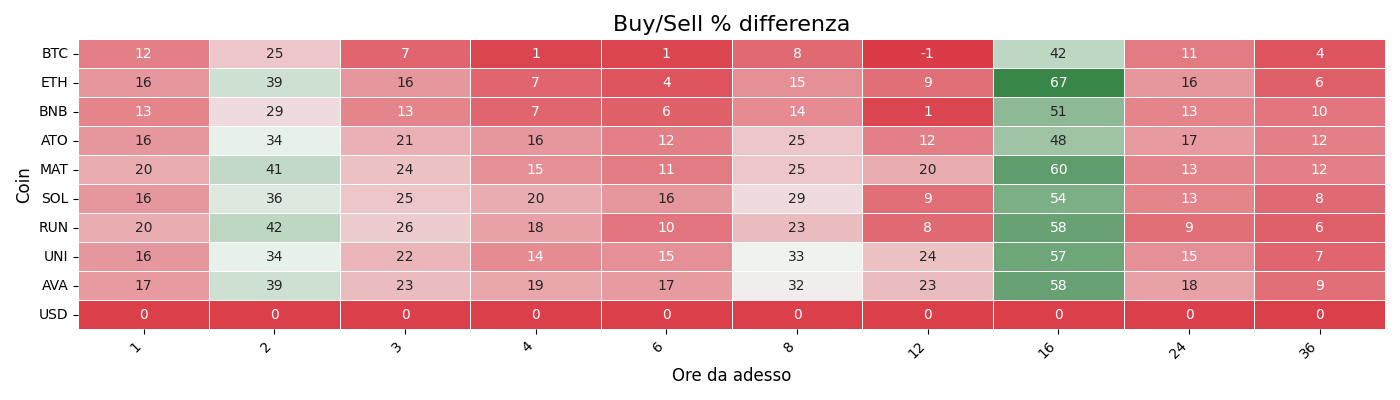 Buy/Sell % differenza
Coin
BTC 12 25 7 1 1 8 -1 42 11 4
ETH 16 39 16 7 4 15 9 67 16 6
BNB 13 29 13 7 6 14 1 51 13 10
ATO 16 34 21 16 12 25 12 48 17 12
MAT 20 41 24 15 11 25 20 60 13 12
SOL 16 36 25 20 16 29 9 54 13 8
RUN 20 42 26 18 10 23 8 58 9 6
UNI 16 34 22 14 15 33 24 57 15 7
AVA 17 39 23 19 17 32 23 58 18 9
USD 0 0 0 0 0 0 0 0 0 0
1 2 3 4 6 8 12 16 24 36
Ore da adesso